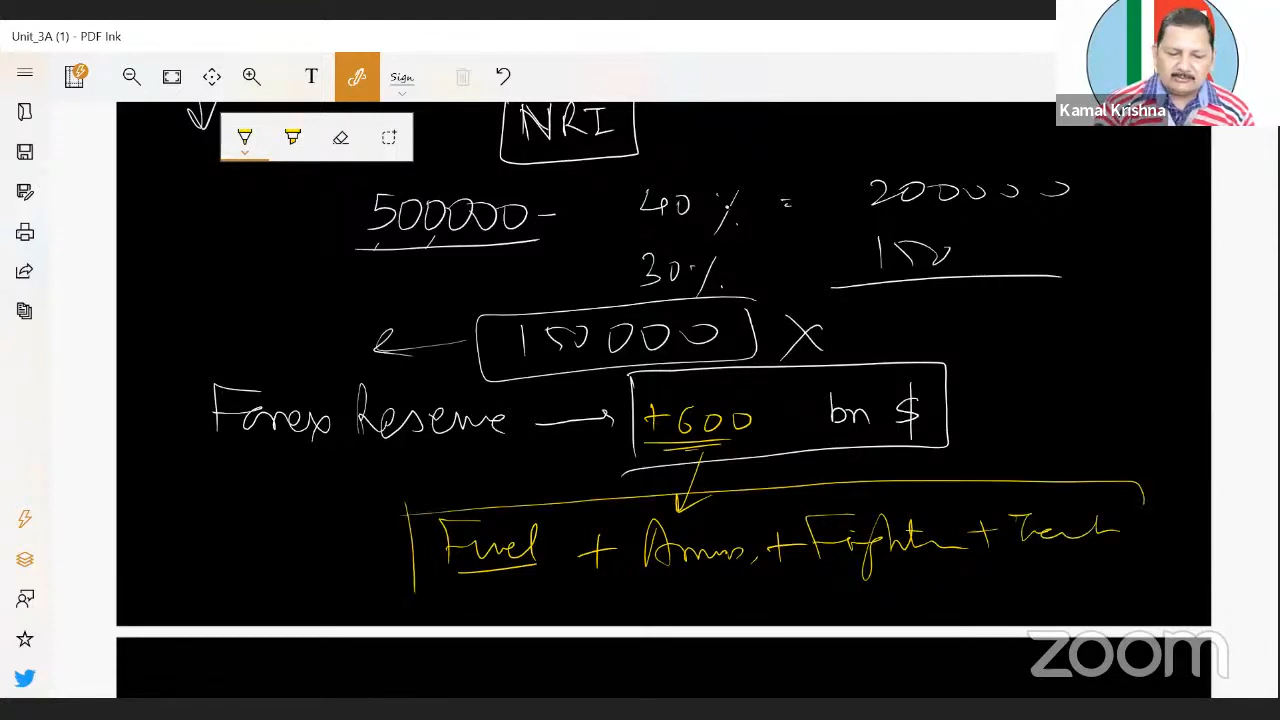 Unit_3A (1) - PDF Ink
T
Sign
Kamal Krishna
NRI
500000 - 40 % = 200000
30 % 150
150000 X
Forex Reserve → +600 bn $
Fuel + Arms, + Fighter +
zoom